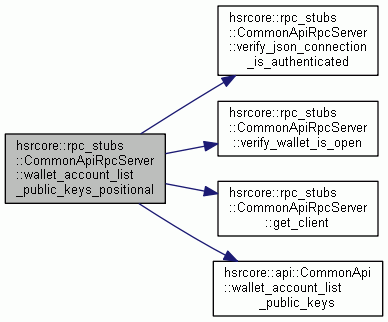 hsrcore::rpc_stubs
::CommonApiRpcServer
::wallet_account_list
_public_keys_positional
hsrcore::rpc_stubs
::CommonApiRpcServer
::verify_json_connection
_is_authenticated
hsrcore::rpc_stubs
::CommonApiRpcServer
::verify_wallet_is_open
hsrcore::rpc_stubs
::CommonApiRpcServer
::get_client
hsrcore::api::CommonApi
::wallet_account_list
_public_keys